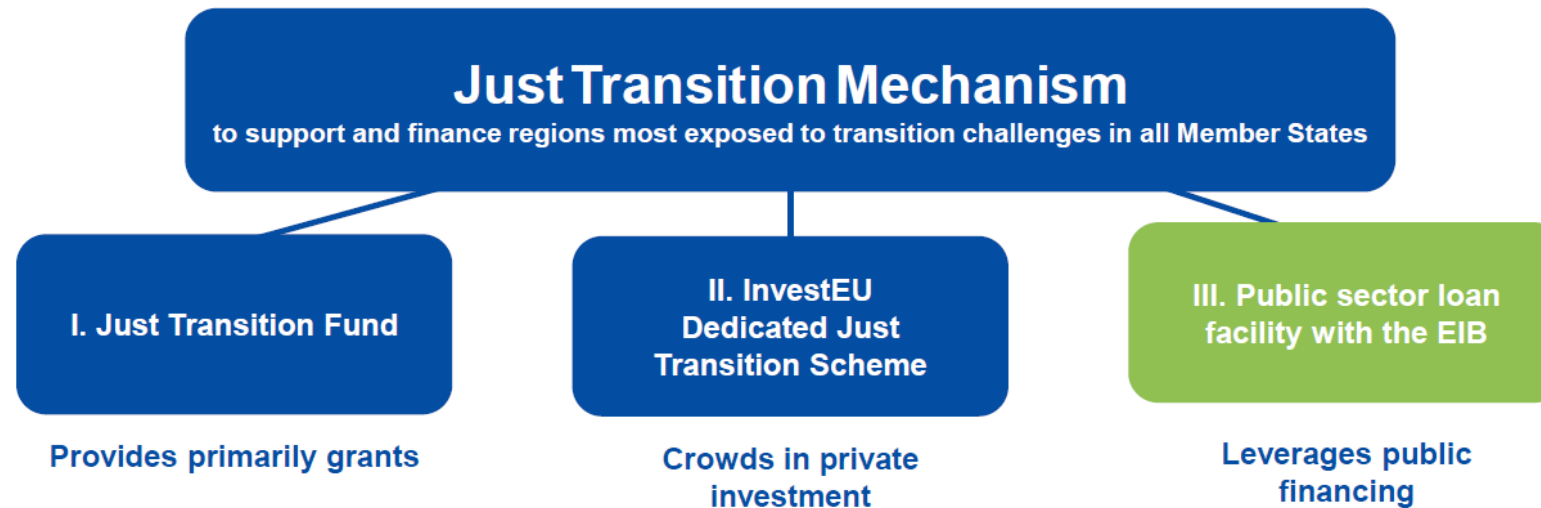 Just Transition Mechanism
to support and finance regions most exposed to transition challenges in all Member States
I. Just Transition Fund
Provides primarily grants
II. InvestEU
Dedicated Just
Transition Scheme
Crowds in private
investment
III. Public sector loan
facility with the EIB
Leverages public
financing